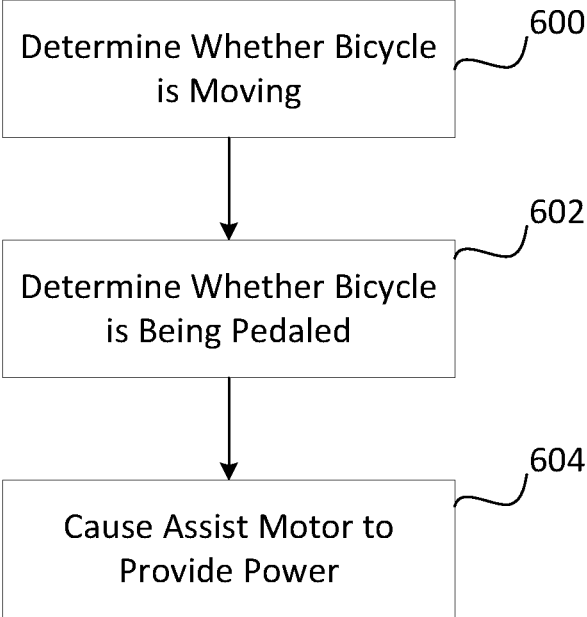 600
Determine Whether Bicycle
is Moving
602
Determine Whether Bicycle
is Being Pedaled
604
Cause Assist Motor to
Provide Power